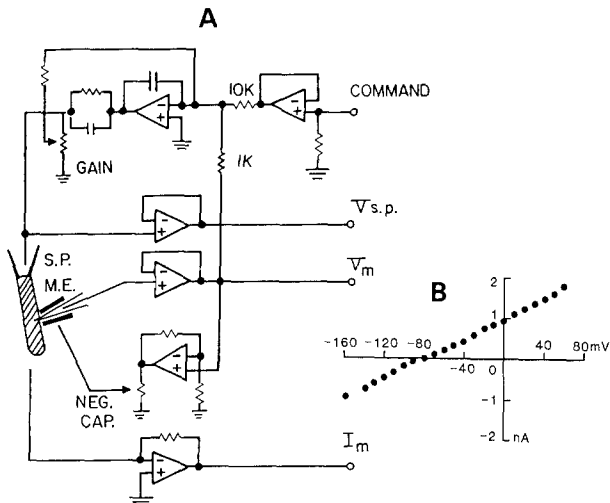 A
10K
COMMAND
1K
GAIN
V s.p.
S.P.
M.E.
Vm
B
2
1
-160 -120 -80
-40
0
40
80mV
-1
-2
nA
NEG.
CAP.
Im